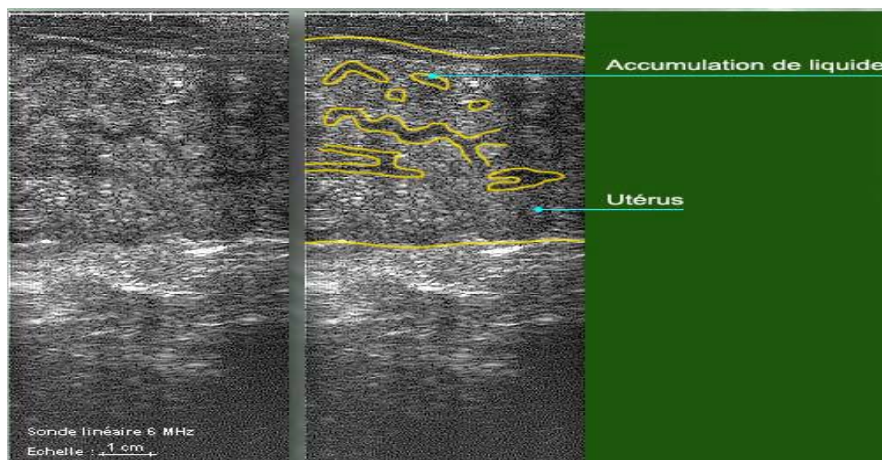 Accumulation de liquide
Utérus
Sonde linéaire 6 MHz
Echelle : 1 cm